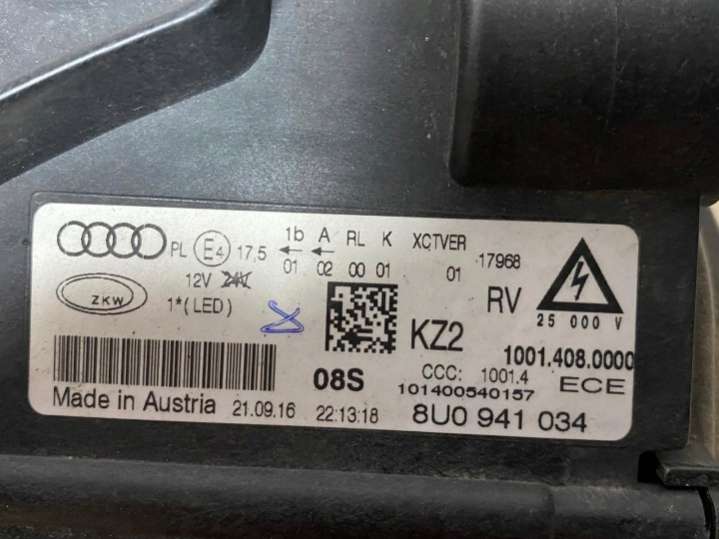 1b A RL K XCTVER
PL E4 17,5 01 02 00 01 01 17968
12V 24V
ZKW
1*(LED)
RV
25 000 V
KZ2
1001.408.0000
08S
CCC: 1001.4
ECE
101400540157
Made in Austria 21.09.16 22:13:18 8U0 941 034